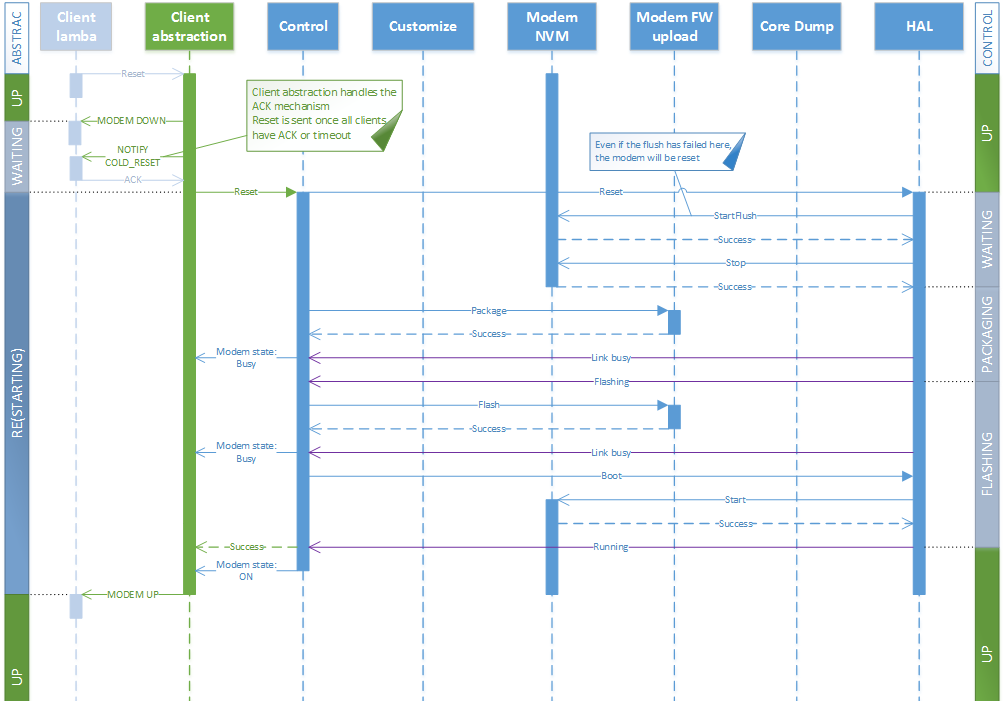 ABSTRAC
Client
lamba
Client
abstraction
Control
Customize
Modem
NVM
Modem FW
upload
Core Dump
HAL
CONTROL
Reset
Client abstraction handles the
ACK mechanism
Reset is sent once all clients
have ACK or timeout
UP
MODEM DOWN
UP
Even if the flush has failed here,
the modem will be reset
WAITING
NOTIFY
COLD_RESET
ACK
Reset
Reset
StartFlush
WAITING
Success
Stop
Success
Package
PACKAGING
Success
Modem state:
Busy
Link busy
RE(STARTING)
Flashing
Flash
Success
Modem state:
Busy
Link busy
FLASHING
Boot
Start
Success
Success
Running
Modem state:
ON
MODEM UP
UP
UP